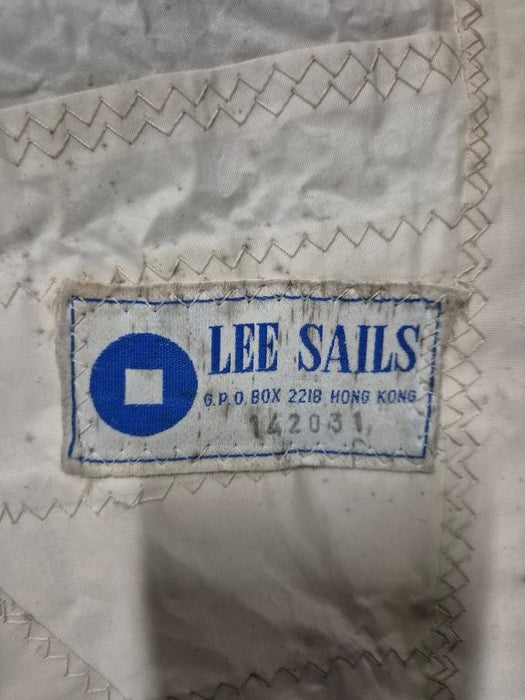 LEE SAILS
G.P.O BOX 2218 HONG KONG
142031